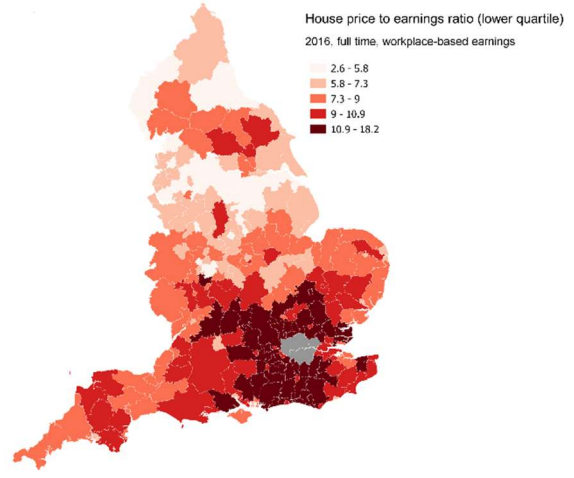 House price to earnings ratio (lower quartile)
2016, full time, workplace-based earnings
2.6 - 5.8
5.8 - 7.3
7.3 - 9
9 - 10.9
10.9 - 18.2